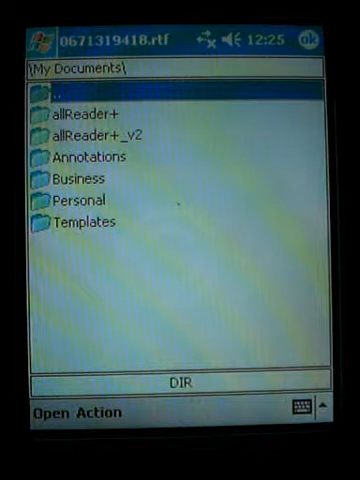 0671319418.rtf 12:25 ok
\My Documents\
..
allReader+
allReader+_v2
Annotations
Business
Personal
Templates
DIR
Open Action